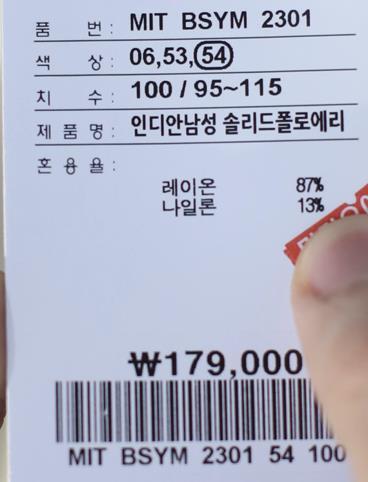 품 번 : MIT BSYM 2301
색 상 : 06,53,54
치 수 : 100 / 95~115
제 품 명 : 인디안남성 솔리드폴로에리
혼 용 율 :
레이온 87%
나일론 13%
₩179,000
MIT BSYM 2301 54 100